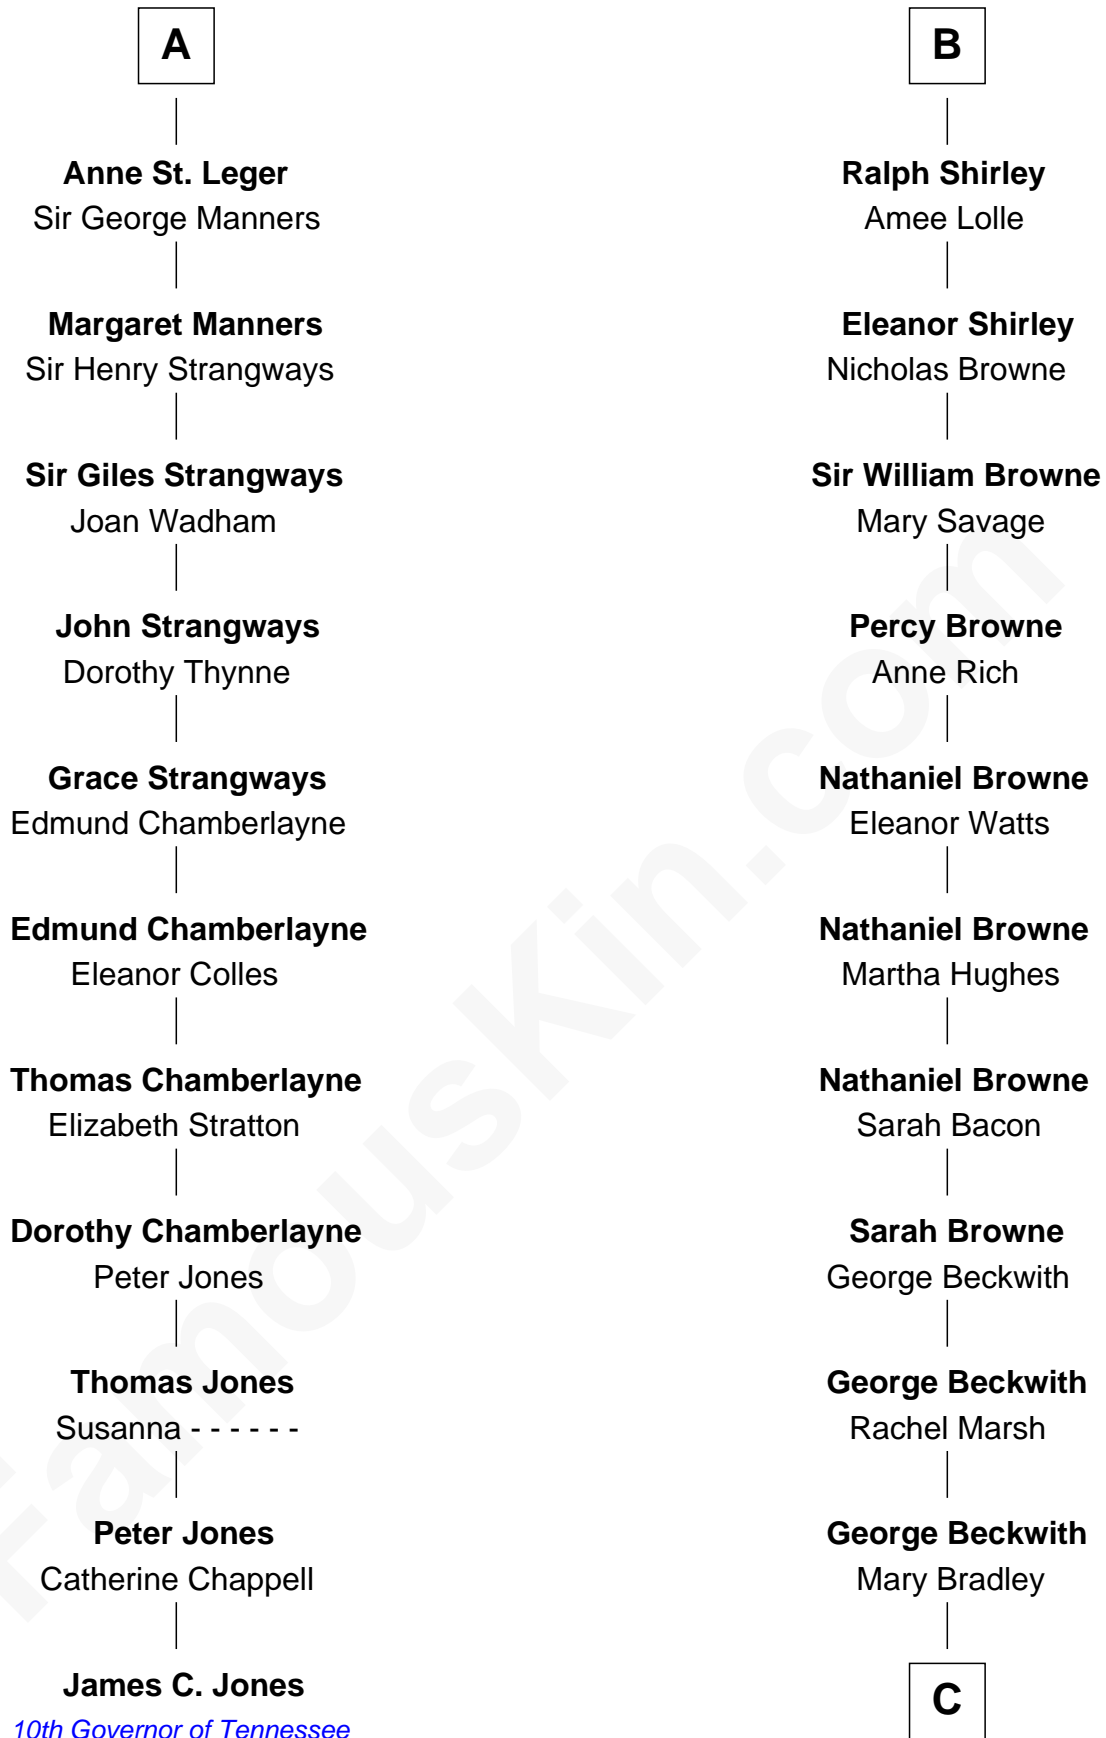 A
Anne St. Leger
Sir George Manners
Margaret Manners
Sir Henry Strangways
Sir Giles Strangways
Joan Wadham
John Strangways
Dorothy Thynne
Grace Strangways
Edmund Chamberlayne
Edmund Chamberlayne
Eleanor Colles
Thomas Chamberlayne
Elizabeth Stratton
Dorothy Chamberlayne
Peter Jones
Thomas Jones
Susanna - - - - - -
Peter Jones
Catherine Chappell
James C. Jones
10th Governor of Tennessee
B
Ralph Shirley
Amee Lolle
Eleanor Shirley
Nicholas Browne
Sir William Browne
Mary Savage
Percy Browne
Anne Rich
Nathaniel Browne
Eleanor Watts
Nathaniel Browne
Martha Hughes
Nathaniel Browne
Sarah Bacon
Sarah Browne
George Beckwith
George Beckwith
Rachel Marsh
George Beckwith
Mary Bradley
C
FamousKin.com